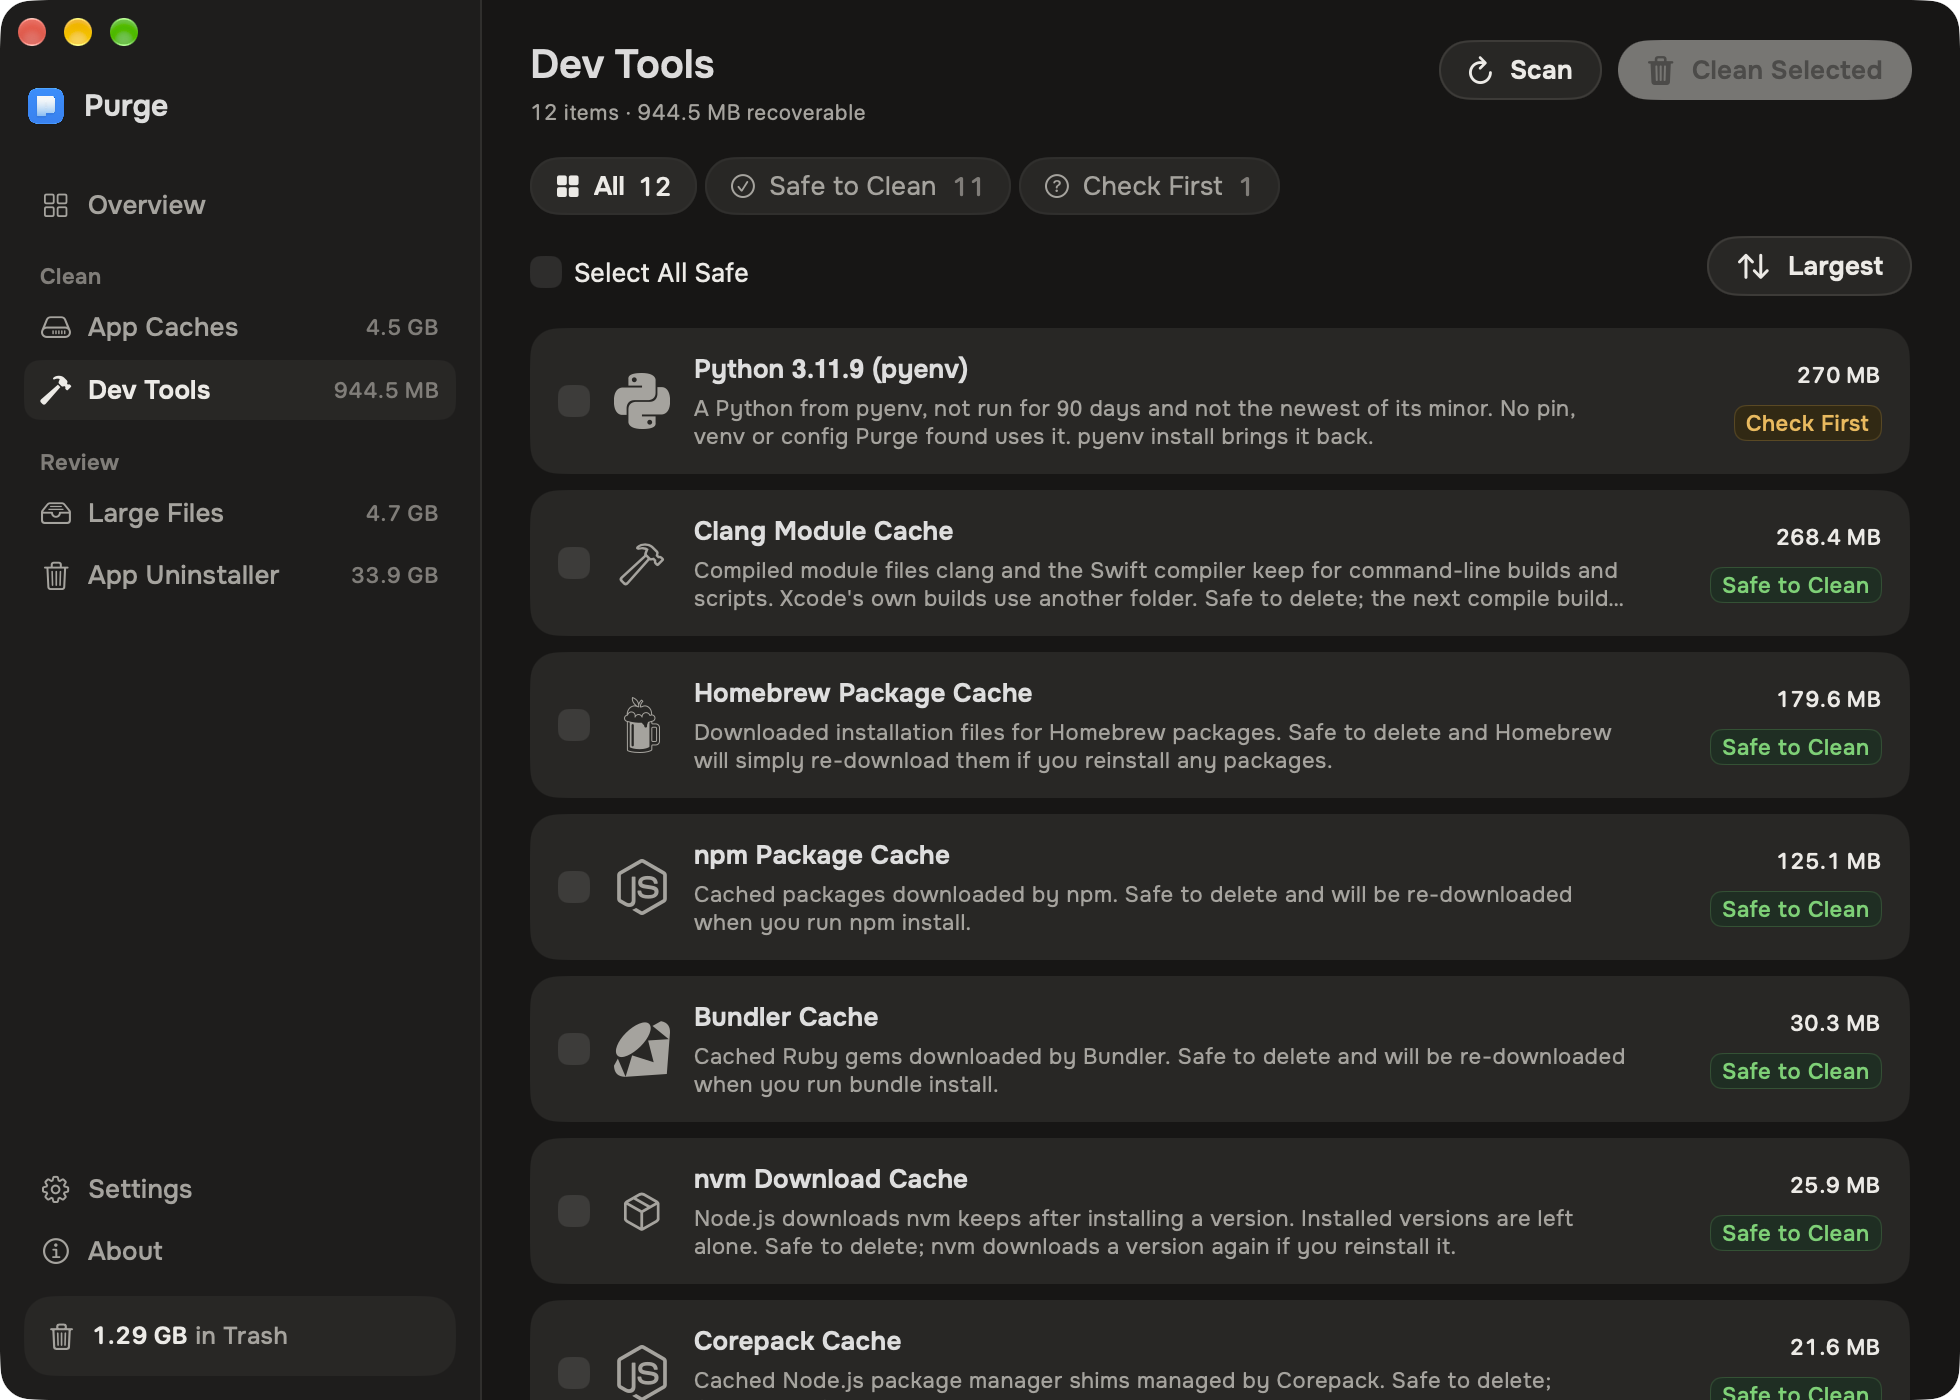 Purge
Overview
Clean
App Caches 4.5 GB
Dev Tools 944.5 MB
Review
Large Files 4.7 GB
App Uninstaller 33.9 GB
Settings
About
1.29 GB in Trash
Dev Tools
12 items · 944.5 MB recoverable
Scan
Clean Selected
All 12
Safe to Clean 11
Check First 1
Select All Safe
Largest
Python 3.11.9 (pyenv)
A Python from pyenv, not run for 90 days and not the newest of its minor. No pin,
venv or config Purge found uses it. pyenv install brings it back.
270 MB
Check First
Clang Module Cache
Compiled module files clang and the Swift compiler keep for command-line builds and
scripts. Xcode's own builds use another folder. Safe to delete; the next compile build...
268.4 MB
Safe to Clean
Homebrew Package Cache
Downloaded installation files for Homebrew packages. Safe to delete and Homebrew
will simply re-download them if you reinstall any packages.
179.6 MB
Safe to Clean
JS
npm Package Cache
Cached packages downloaded by npm. Safe to delete and will be re-downloaded
when you run npm install.
125.1 MB
Safe to Clean
Bundler Cache
Cached Ruby gems downloaded by Bundler. Safe to delete and will be re-downloaded
when you run bundle install.
30.3 MB
Safe to Clean
nvm Download Cache
Node.js downloads nvm keeps after installing a version. Installed versions are left
alone. Safe to delete; nvm downloads a version again if you reinstall it.
25.9 MB
Safe to Clean
JS
Corepack Cache
Cached Node.js package manager shims managed by Corepack. Safe to delete;
21.6 MB
Safe to Clean